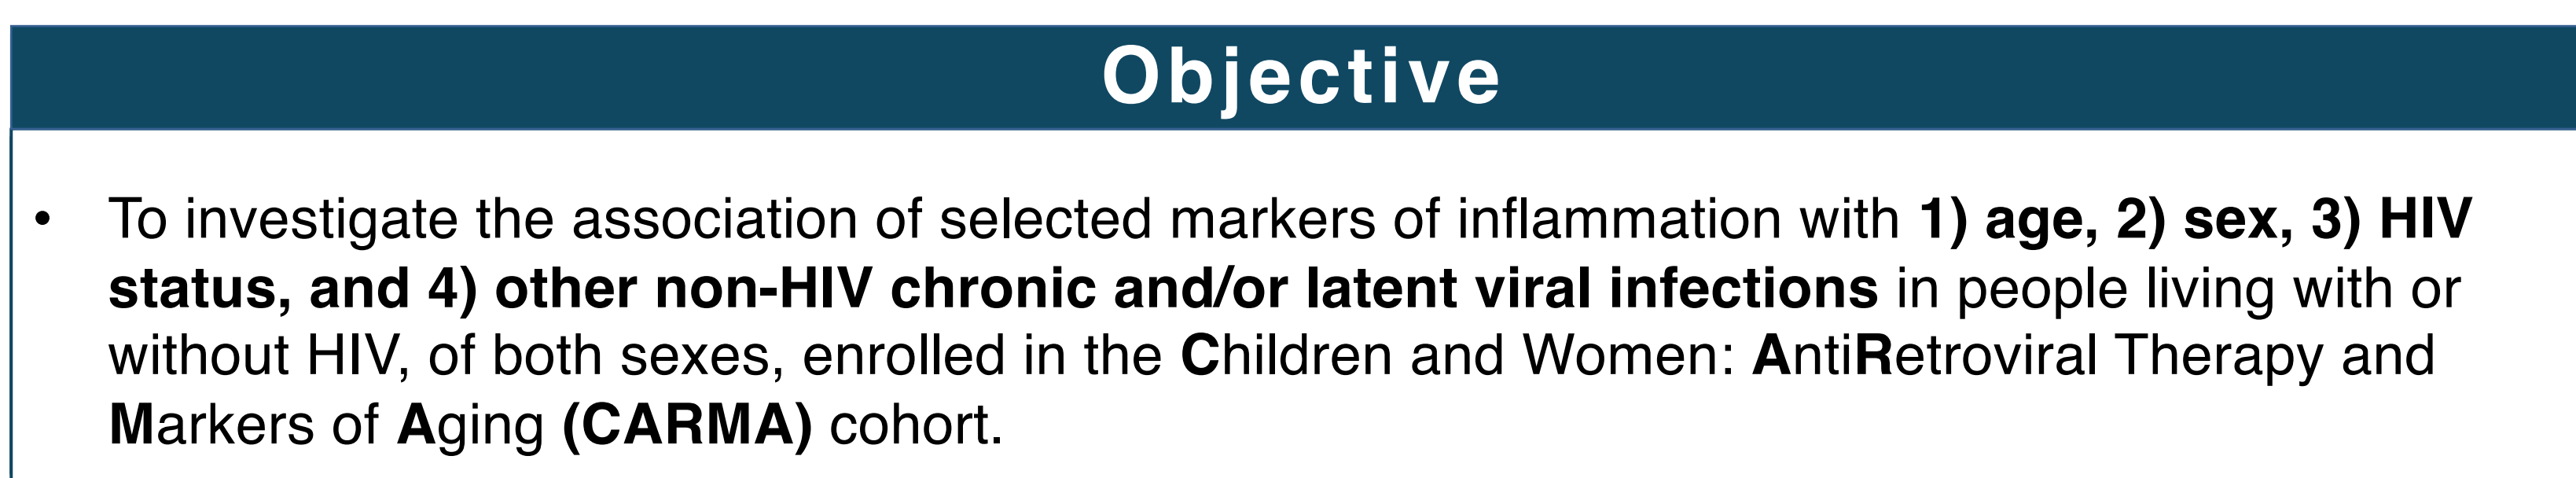 Objective
• To investigate the association of selected markers of inflammation with 1) age, 2) sex, 3) HIV
status, and 4) other non-HIV chronic and/or latent viral infections in people living with or
without HIV, of both sexes, enrolled in the Children and Women: AntiRetroviral Therapy and
Markers of Aging (CARMA) cohort.